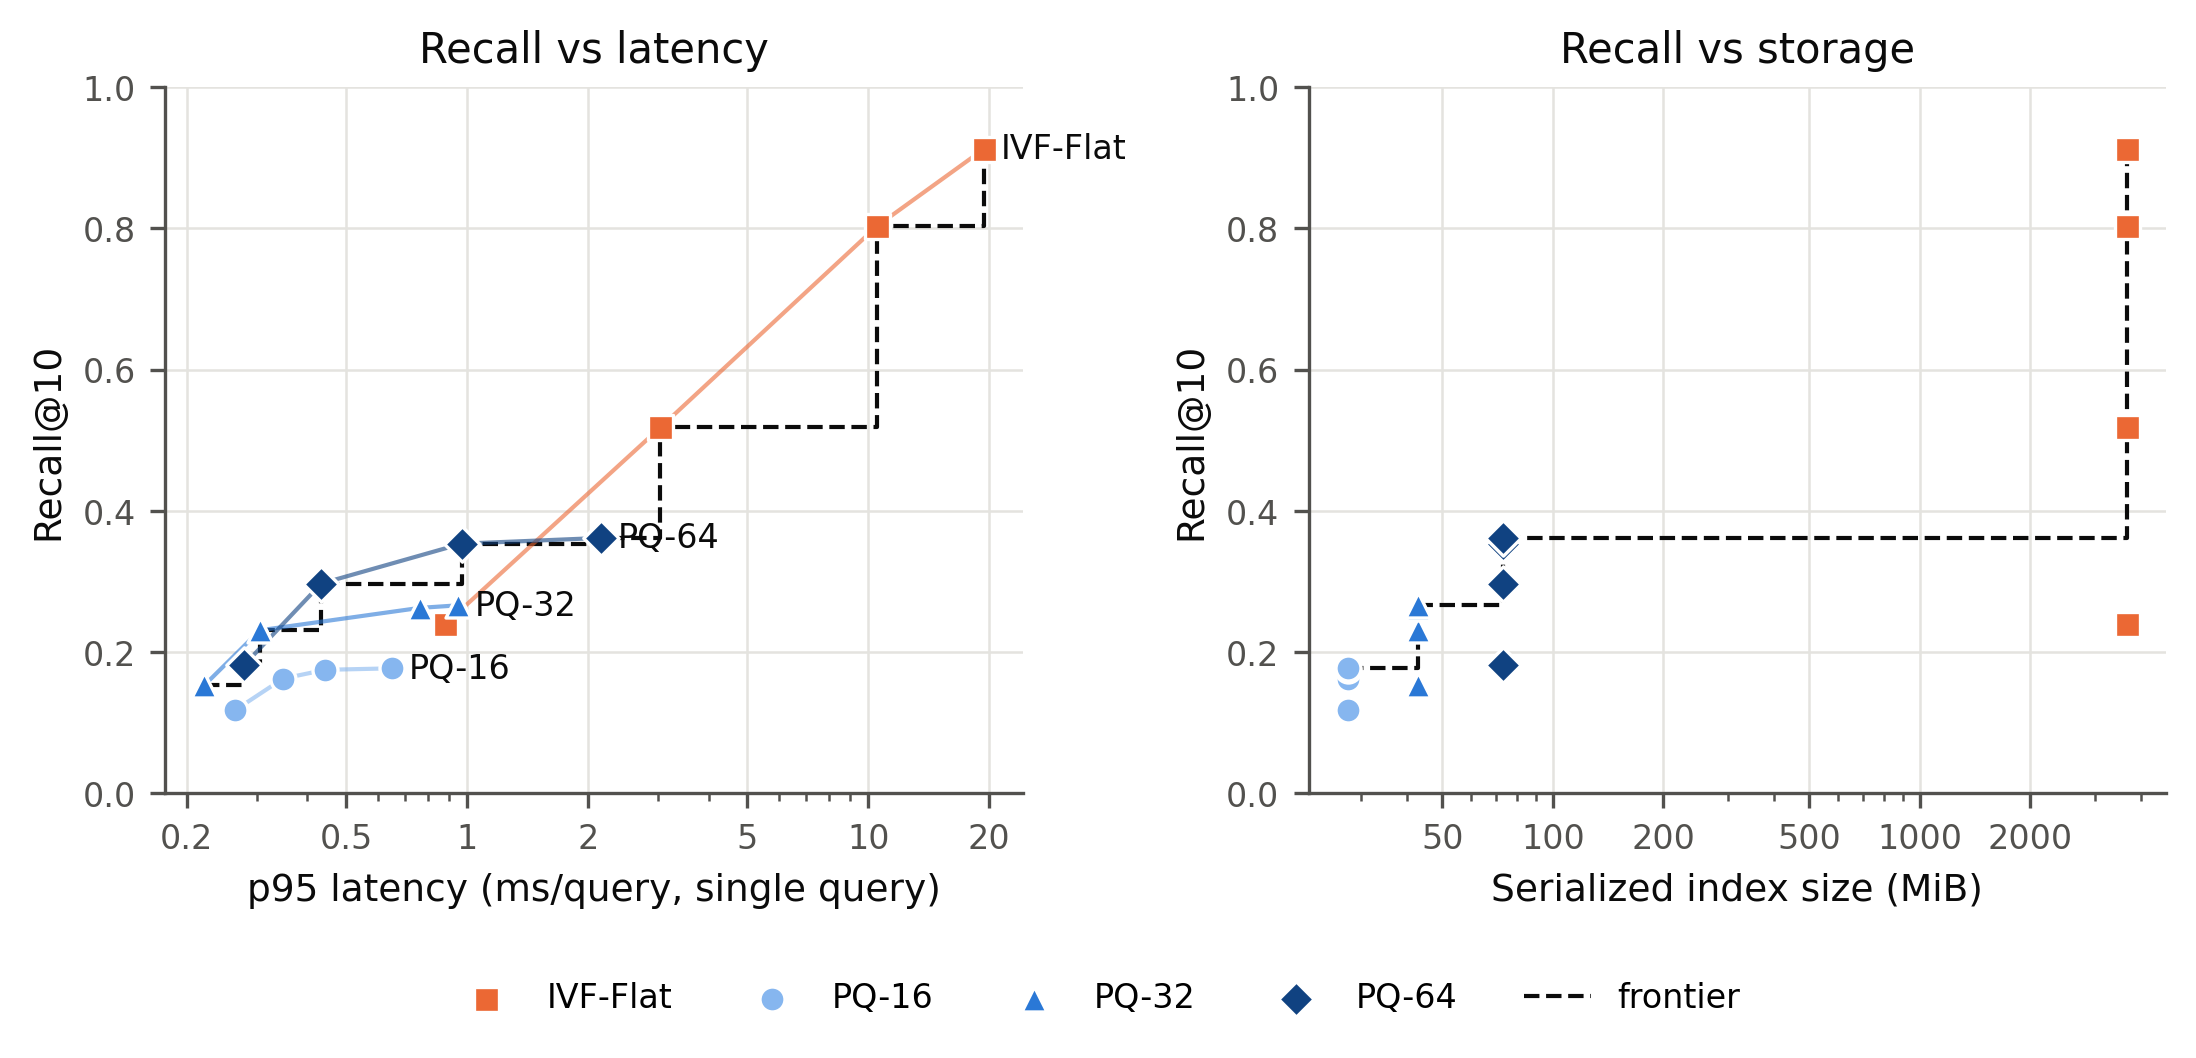 Recall vs latency
1.0
0.8
0.6
0.4
0.2
0.0
Recall@10
IVF-Flat
PQ-64
PQ-32
PQ-16
0.2 0.5 1 2 5 10 20
p95 latency (ms/query, single query)
Recall vs storage
1.0
0.8
0.6
0.4
0.2
0.0
Recall@10
50 100 200 500 1000 2000
Serialized index size (MiB)
IVF-Flat PQ-16 PQ-32 PQ-64 frontier